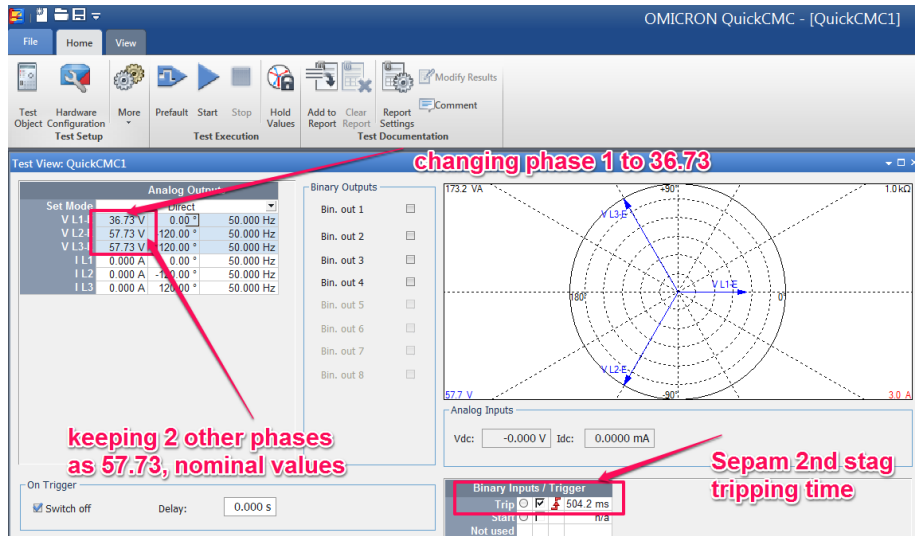 OMICRON QuickCMC - [QuickCMC1]
File Home View
Test Object
Hardware Configuration
More
Prefault
Start
Stop
Hold Values
Add to Report
Clear Report
Report Settings
Modify Results
Comment
Test Setup
Test Execution
Test Documentation
Test View: QuickCMC1
changing phase 1 to 36.73
Analog Out
Set Mode Direct
V L1- 36.73 V 0.00 ° 50.000 Hz
V L2- 57.73 V -120.00 ° 50.000 Hz
V L3- 57.73 V 120.00 ° 50.000 Hz
I L1 0.000 A 0.00 ° 50.000 Hz
I L2 0.000 A -120.00 ° 50.000 Hz
I L3 0.000 A 120.00 ° 50.000 Hz
Binary Outputs
Bin. out 1
Bin. out 2
Bin. out 3
Bin. out 4
Bin. out 5
Bin. out 6
Bin. out 7
Bin. out 8
173.2 VA
+90°
1.0 kΩ
V L3-E
180°
V L1-E
0°
V L2-E
57.7 V
-90°
3.0 A
Analog Inputs
Vdc: -0.000 V Idc: 0.0000 mA
keeping 2 other phases
as 57.73, nominal values
Sepam 2nd stag
tripping time
On Trigger
Switch off Delay: 0.000 s
Binary Inputs / Trigger
Trip 504.2 ms
Start n/a
Not used